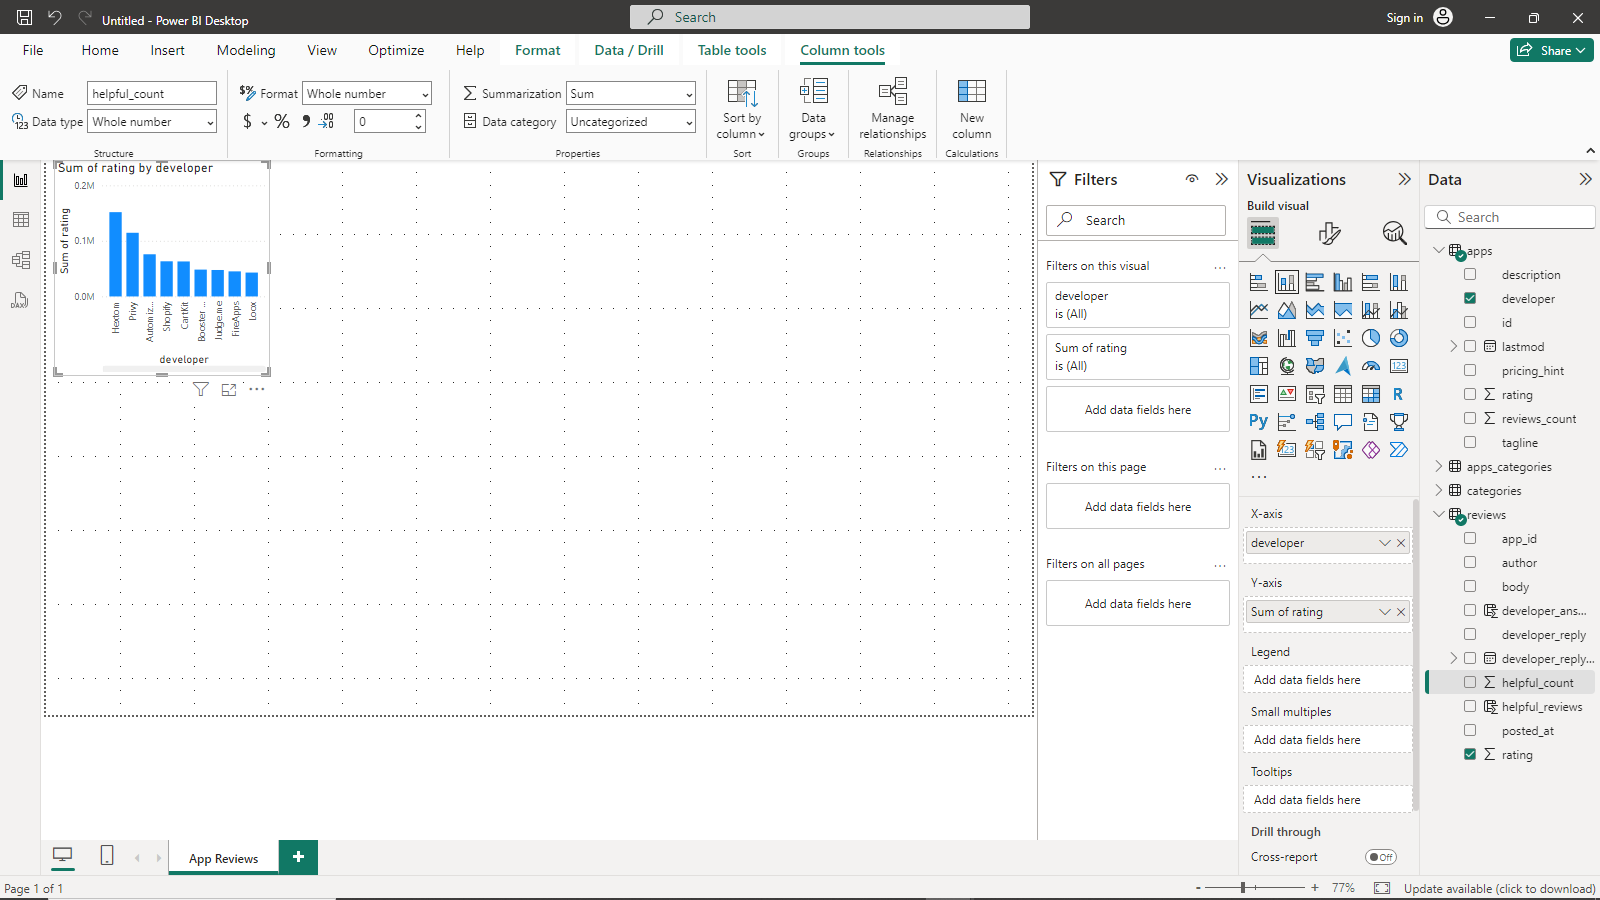 Untitled - Power BI Desktop
Search
Sign in
File
Home
Insert
Modeling
View
Optimize
Help
Format
Data / Drill
Table tools
Column tools
Share
Name
helpful_count
Data type
Whole number
Structure
Format
Whole number
$
%
0
Formatting
Summarization
Sum
Data category
Uncategorized
Properties
Sort by
column
Sort
Data
groups
Groups
Manage
relationships
Relationships
New
column
Calculations
Sum of rating by developer
0.2M
0.1M
0.0M
Sum of rating
Hextom
Privy
Automiz...
Shopify
CartKit
Booster ...
Judge.me
FireApps
Loox
developer
Filters
Search
Filters on this visual
developer
is (All)
Sum of rating
is (All)
Add data fields here
Filters on this page
Add data fields here
Filters on all pages
Add data fields here
Visualizations
Build visual
R
Py
X-axis
developer
Y-axis
Sum of rating
Legend
Add data fields here
Small multiples
Add data fields here
Tooltips
Add data fields here
Drill through
Cross-report
Off
Data
Search
apps
description
developer
id
lastmod
pricing_hint
rating
reviews_count
tagline
apps_categories
categories
reviews
app_id
author
body
developer_ans...
developer_reply
developer_reply...
helpful_count
helpful_reviews
posted_at
rating
App Reviews
Page 1 of 1
- + 77%
Update available (click to download)